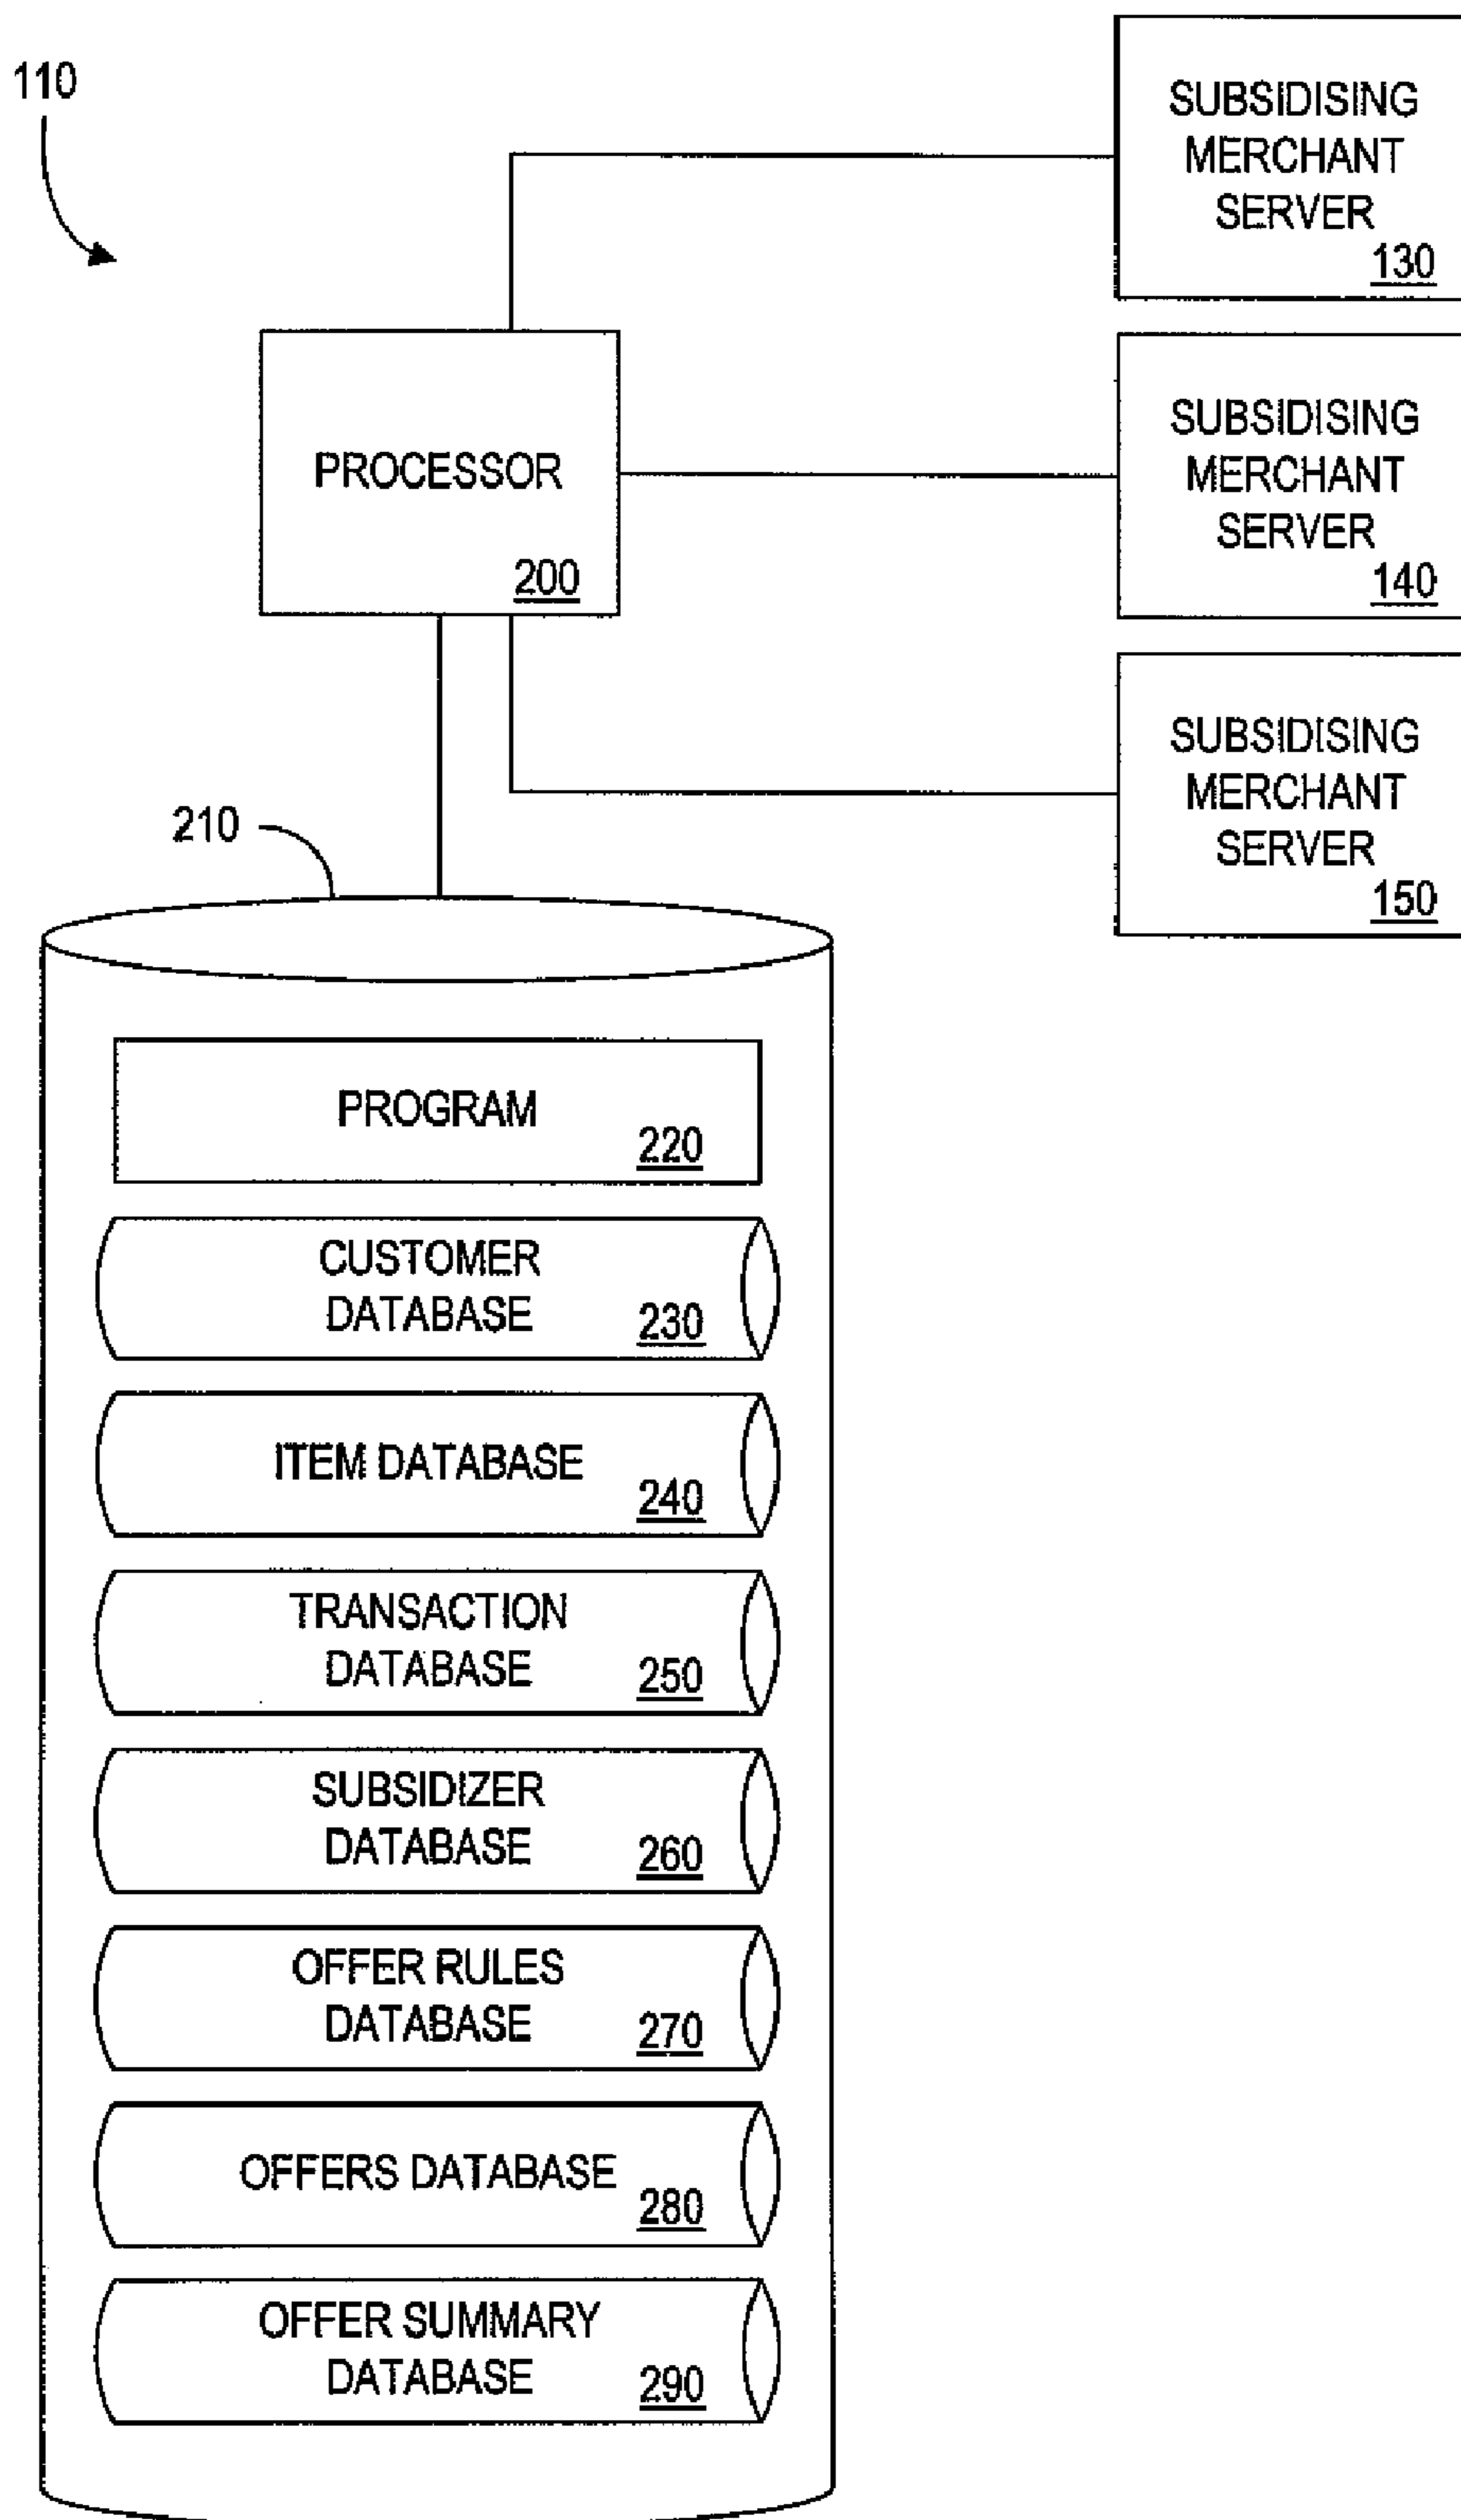 110
SUBSIDISING
MERCHANT
SERVER
130
SUBSIDISING
MERCHANT
SERVER
140
PROCESSOR
200
SUBSIDISING
MERCHANT
SERVER
150
210
PROGRAM
220
CUSTOMER
DATABASE
230
ITEM DATABASE
240
TRANSACTION
DATABASE
250
SUBSIDIZER
DATABASE
260
OFFER RULES
DATABASE
270
OFFERS DATABASE
280
OFFER SUMMARY
DATABASE
290